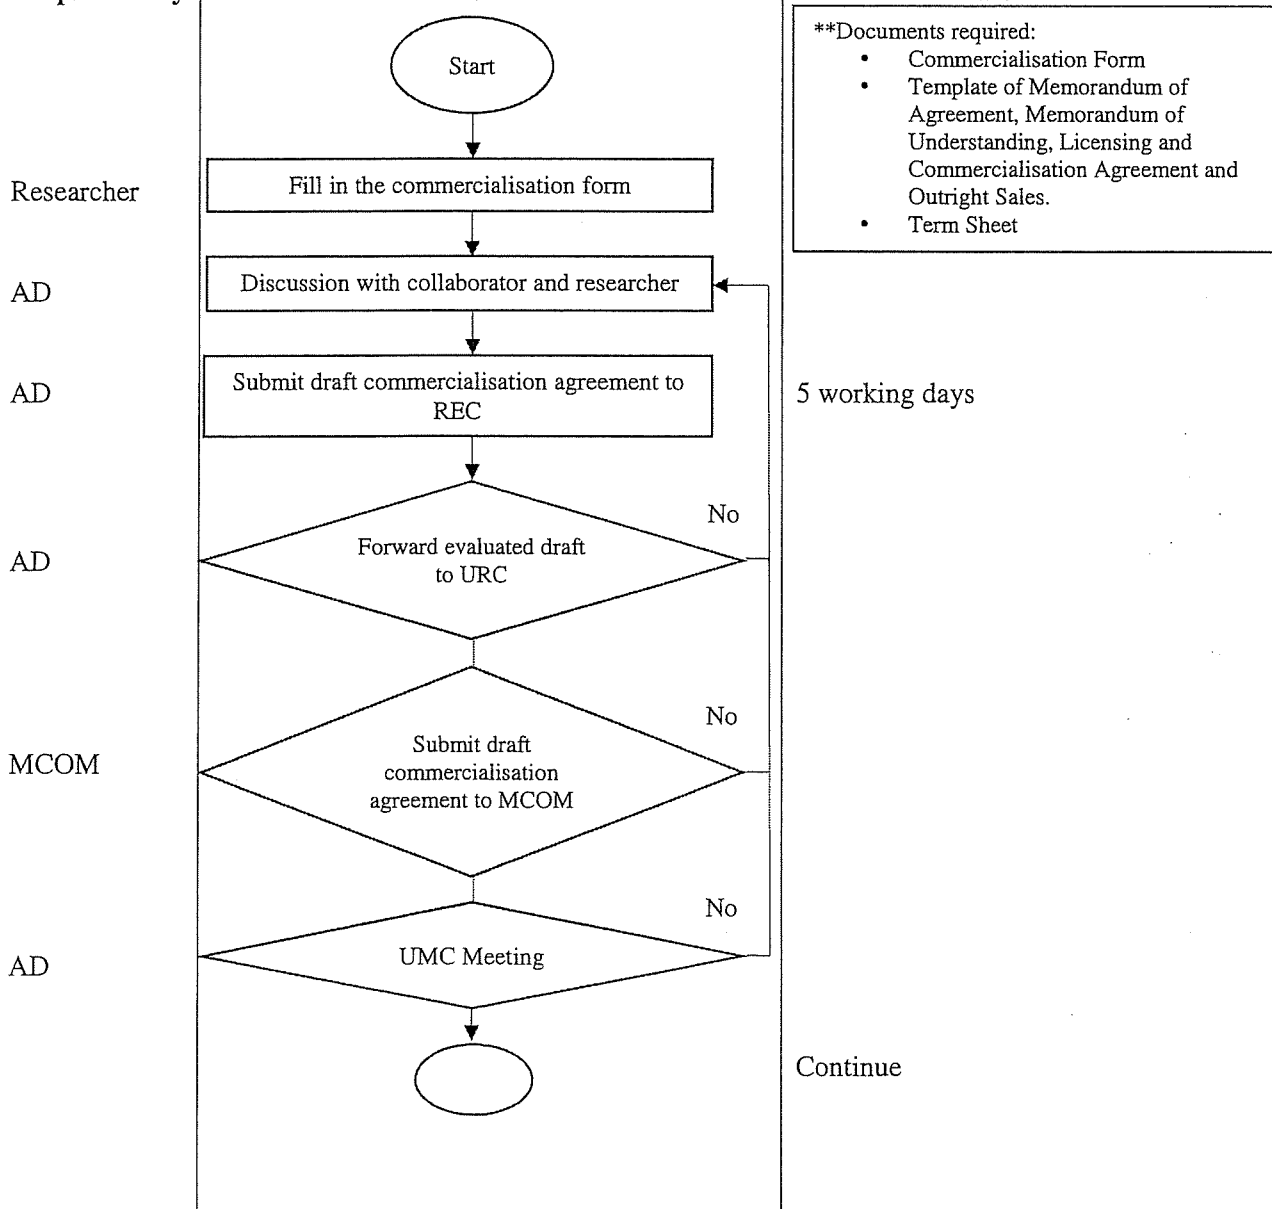 **Documents required:
• Commercialisation Form
• Template of Memorandum of
Agreement, Memorandum of
Understanding, Licensing and
Commercialisation Agreement and
Outright Sales.
• Term Sheet
Start
Researcher
Fill in the commercialisation form
AD
Discussion with collaborator and researcher
AD
Submit draft commercialisation agreement to
REC
5 working days
No
AD
Forward evaluated draft
to URC
No
MCOM
Submit draft
commercialisation
agreement to MCOM
No
AD
UMC Meeting
Continue